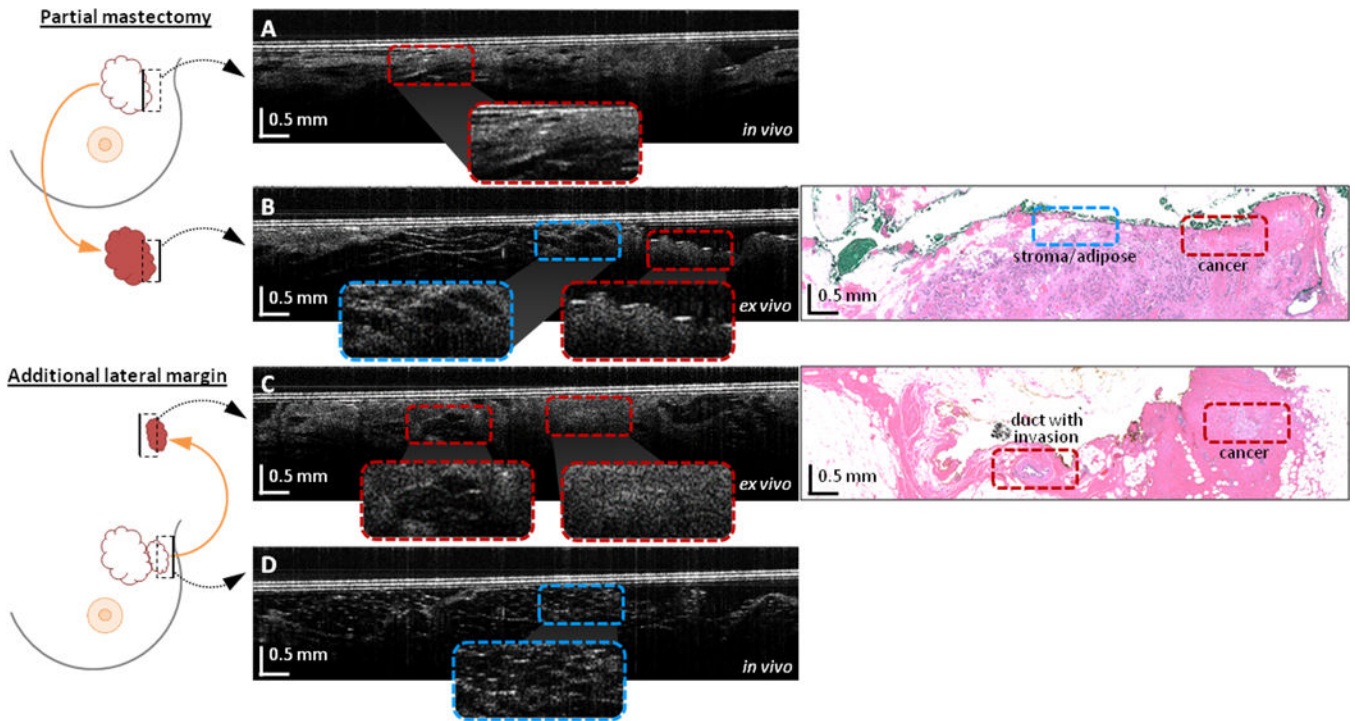 Partial mastectomy
A
0.5 mm
in vivo
B
0.5 mm
ex vivo
stroma/adipose
cancer
0.5 mm
Additional lateral margin
C
0.5 mm
ex vivo
duct with
invasion
cancer
0.5 mm
D
0.5 mm
in vivo